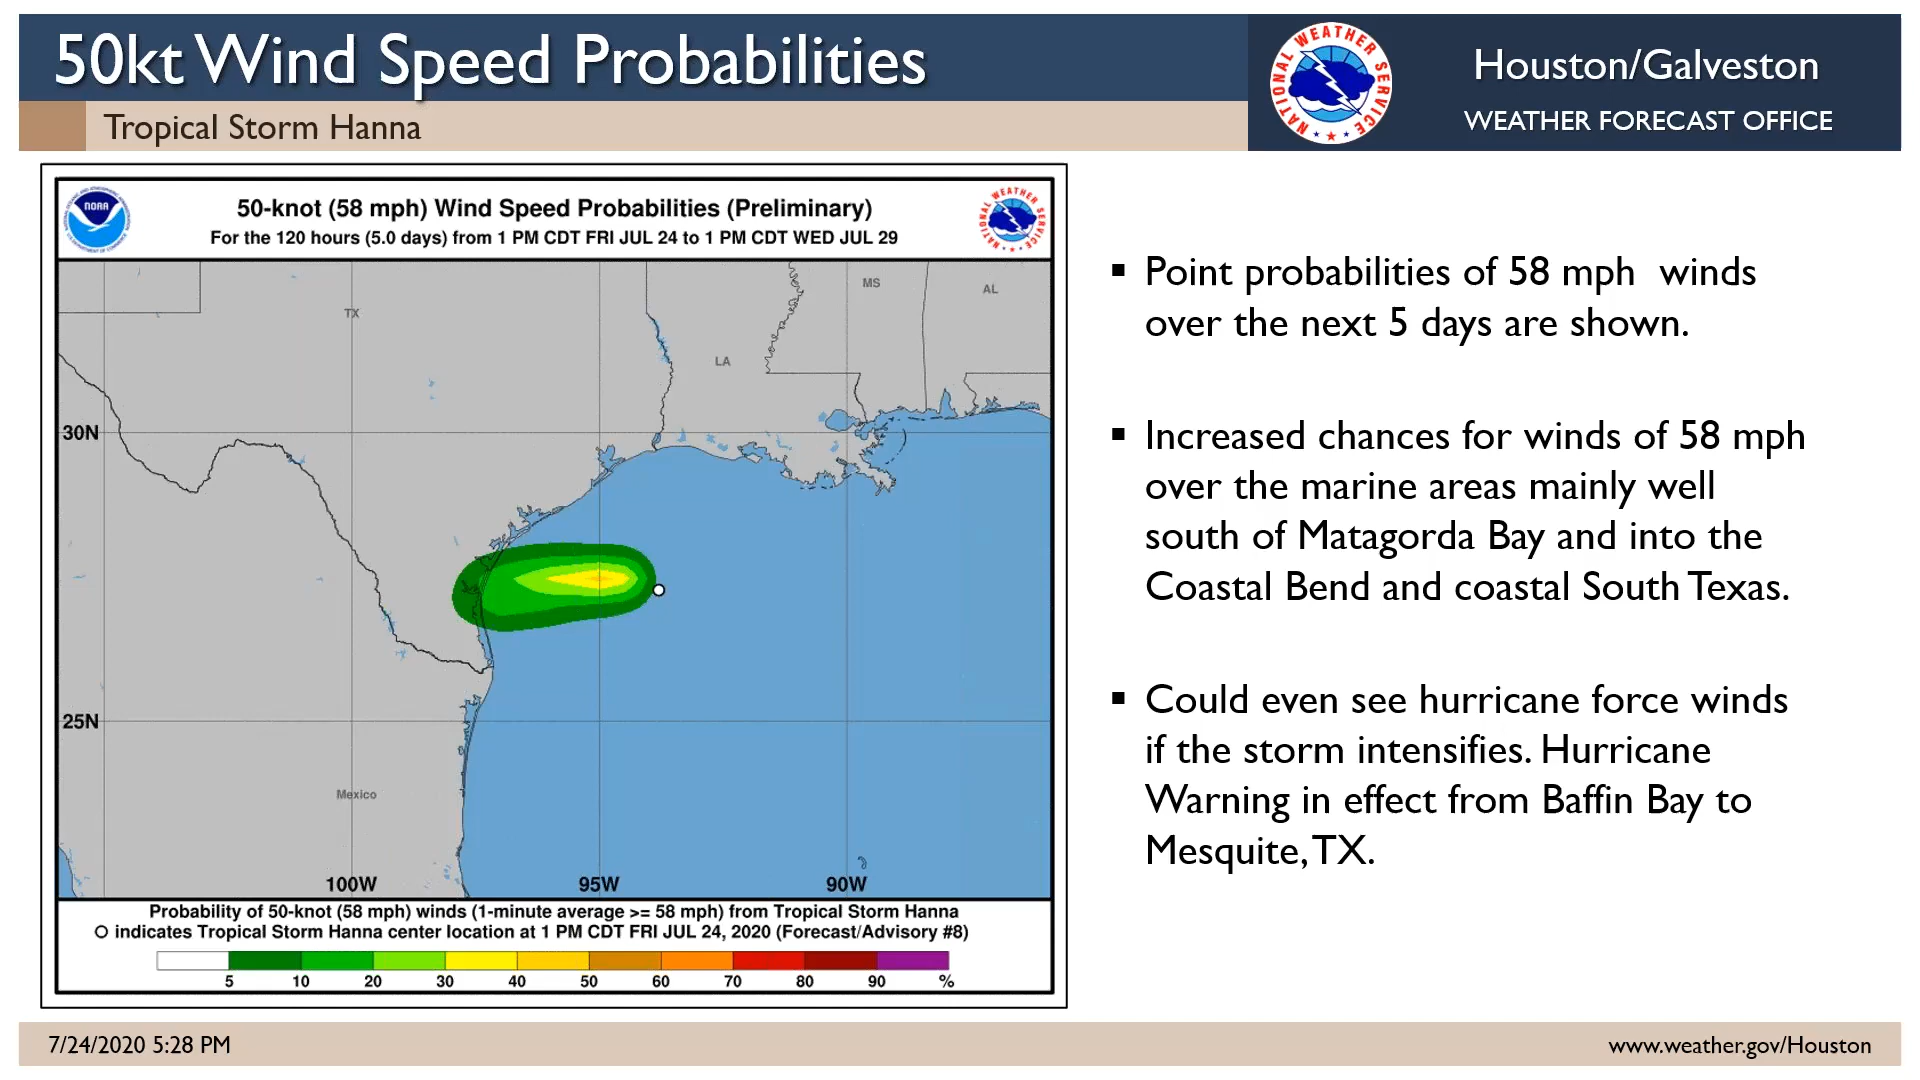 50kt Wind Speed Probabilities
Tropical Storm Hanna
NATIONAL WEATHER SERVICE
Houston/Galveston
WEATHER FORECAST OFFICE
NOAA
50-knot (58 mph) Wind Speed Probabilities (Preliminary)
For the 120 hours (5.0 days) from 1 PM CDT FRI JUL 24 to 1 PM CDT WED JUL 29
NATIONAL WEATHER SERVICE
TX
LA
MS
AL
30N
25N
Mexico
100W
95W
90W
Probability of 50-knot (58 mph) winds (1-minute average >= 58 mph) from Tropical Storm Hanna
O indicates Tropical Storm Hanna center location at 1 PM CDT FRI JUL 24, 2020 (Forecast/Advisory #8)
5 10 20 30 40 50 60 70 80 90 %
▪ Point probabilities of 58 mph winds
over the next 5 days are shown.
▪ Increased chances for winds of 58 mph
over the marine areas mainly well
south of Matagorda Bay and into the
Coastal Bend and coastal South Texas.
▪ Could even see hurricane force winds
if the storm intensifies. Hurricane
Warning in effect from Baffin Bay to
Mesquite, TX.
7/24/2020 5:28 PM
www.weather.gov/Houston